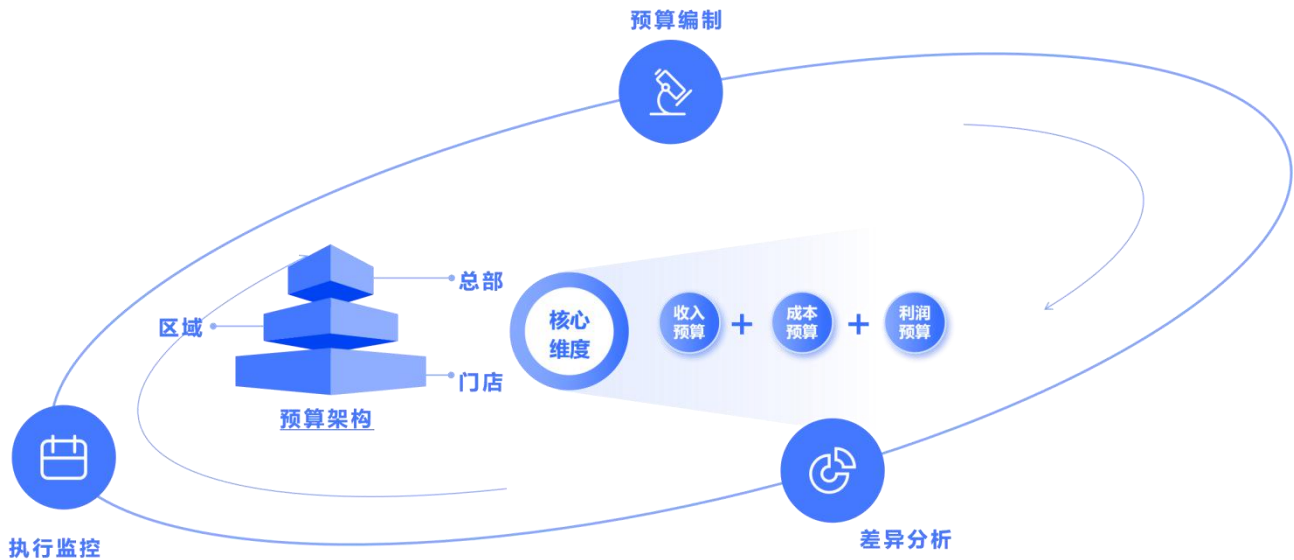 预算编制
总部
区域
门店
预算架构
核心
维度
收入
预算
+
成本
预算
+
利润
预算
执行监控
差异分析